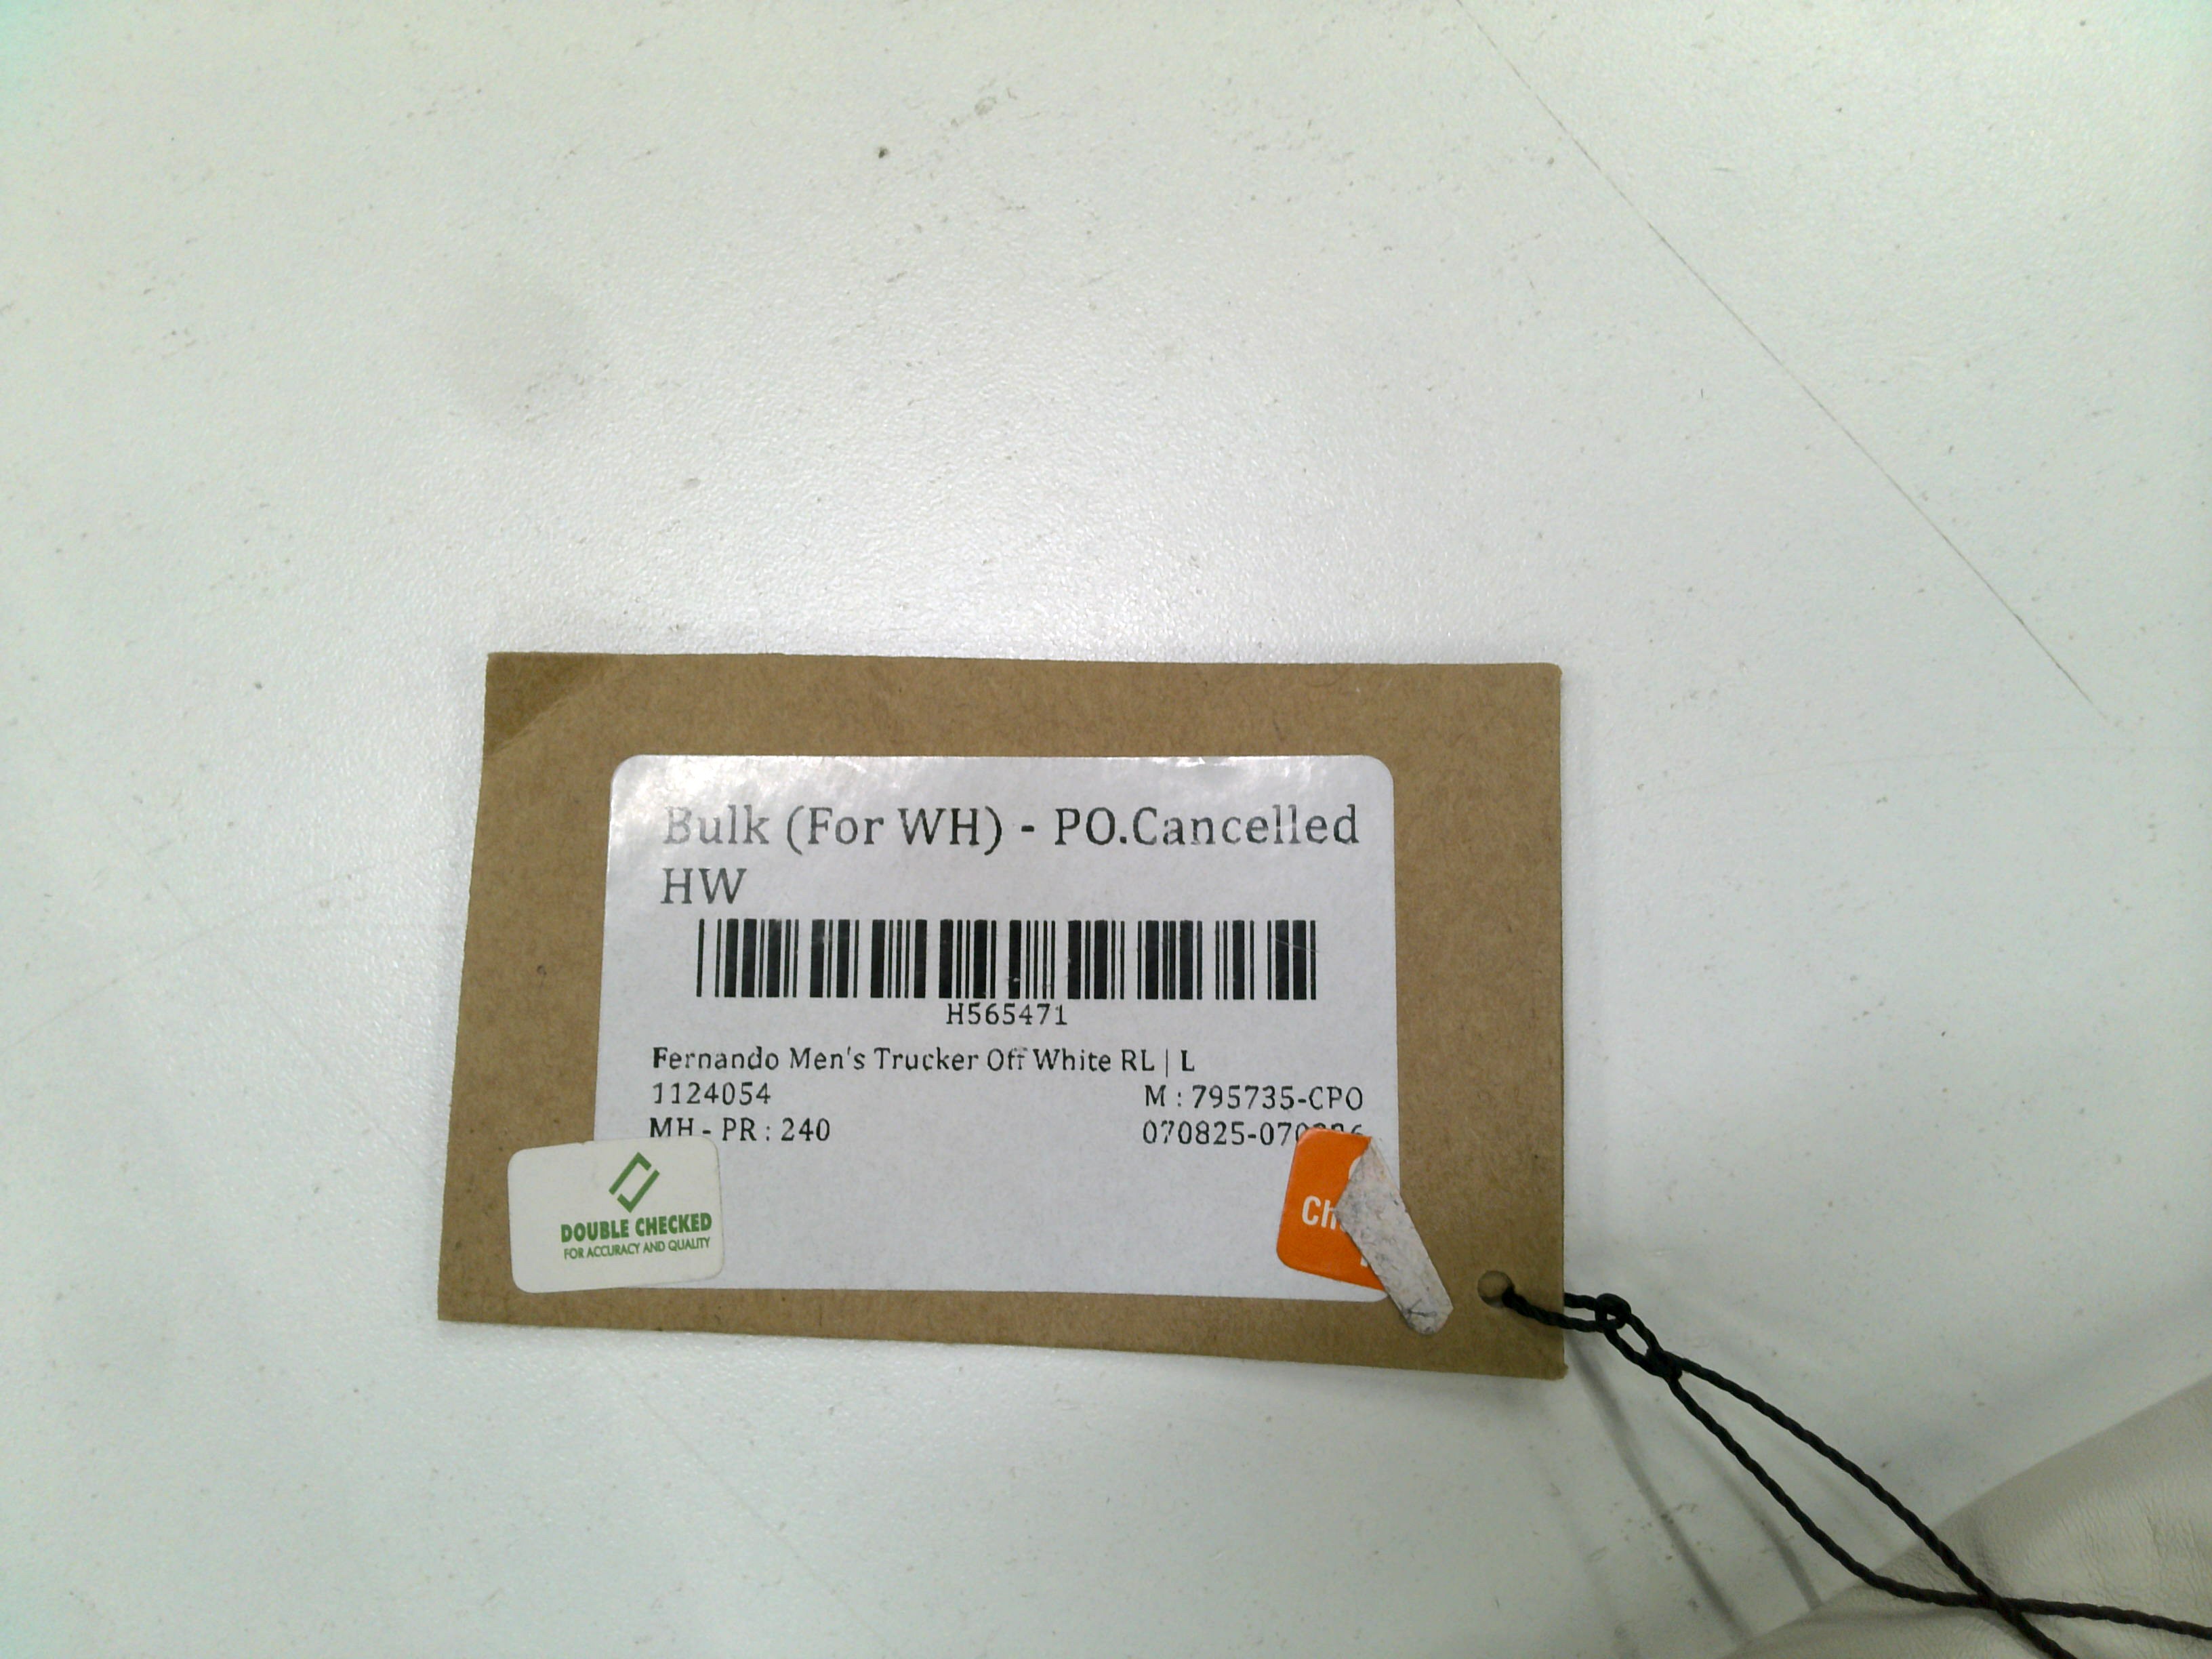 Bulk (For WH) - PO.Cancelled
HW
H565471
Fernando Men's Trucker Off White RL | L
1124054 M : 795735-CPO
MH - PR : 240
DOUBLE CHECKED
FOR ACCURACY AND QUALITY